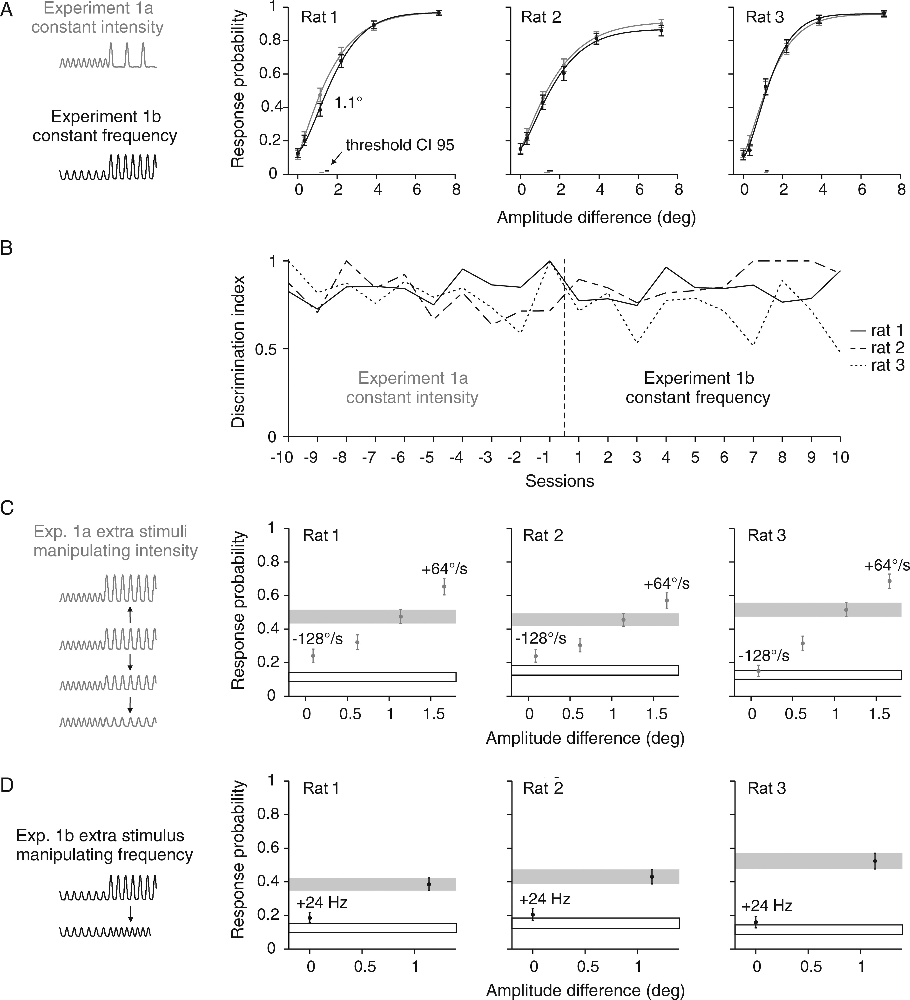 A
Experiment 1a
constant intensity
Experiment 1b
constant frequency
Response probability
1
0.8
0.6
0.4
0.2
0
Rat 1
1.1°
threshold CI 95
0 2 4 6 8
Rat 2
0 2 4 6 8
Rat 3
0 2 4 6 8
Amplitude difference (deg)
B
Discrimination index
1
0.5
0
Experiment 1a
constant intensity
Experiment 1b
constant frequency
rat 1
rat 2
rat 3
-10 -9 -8 -7 -6 -5 -4 -3 -2 -1 1 2 3 4 5 6 7 8 9 10
Sessions
C
Exp. 1a extra stimuli
manipulating intensity
Response probability
1
0.8
0.6
0.4
0.2
0
Rat 1
+64°/s
-128°/s
0 0.5 1 1.5
Rat 2
+64°/s
-128°/s
0 0.5 1 1.5
Rat 3
+64°/s
-128°/s
0 0.5 1 1.5
Amplitude difference (deg)
D
Exp. 1b extra stimulus
manipulating frequency
Response probability
1
0.8
0.6
0.4
0.2
0
Rat 1
+24 Hz
0 0.5 1
Rat 2
+24 Hz
0 0.5 1
Rat 3
+24 Hz
0 0.5 1
Amplitude difference (deg)